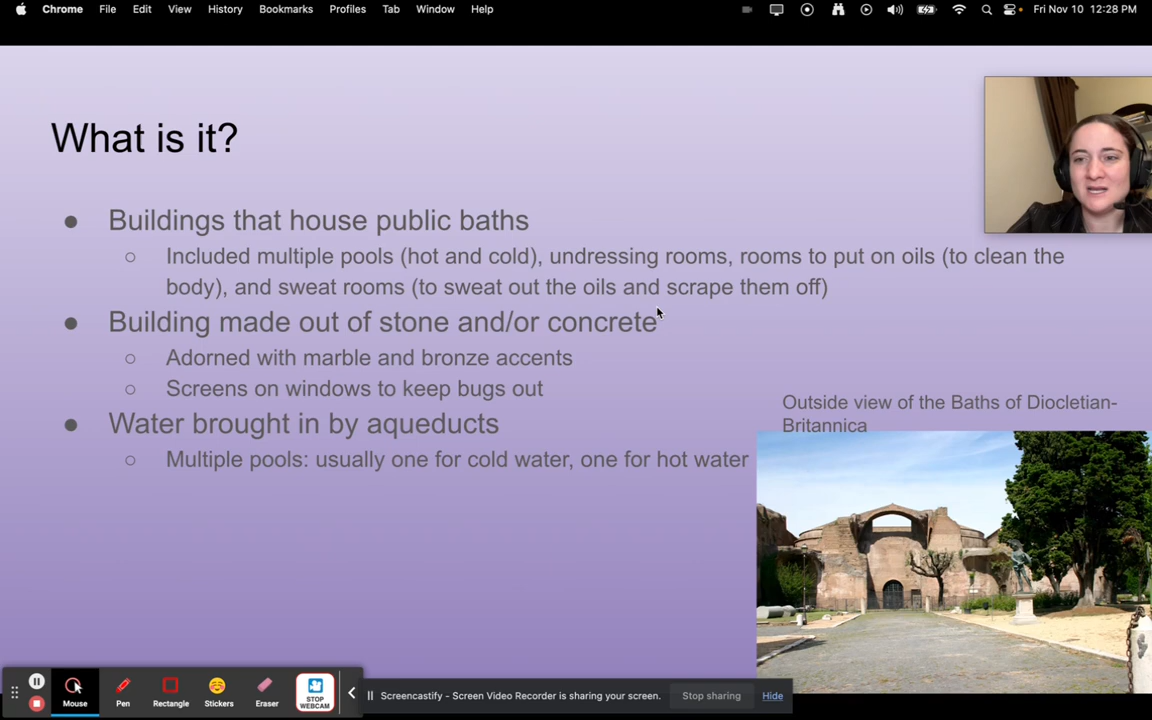 Chrome File Edit View History Bookmarks Profiles Tab Window Help Fri Nov 10 12:28 PM
What is it?
● Buildings that house public baths
○ Included multiple pools (hot and cold), undressing rooms, rooms to put on oils (to clean the
body), and sweat rooms (to sweat out the oils and scrape them off)
● Building made out of stone and/or concrete
○ Adorned with marble and bronze accents
○ Screens on windows to keep bugs out
● Water brought in by aqueducts
○ Multiple pools: usually one for cold water, one for hot water
Outside view of the Baths of Diocletian-
Britannica
Mouse Pen Rectangle Stickers Eraser STOP
WEBCAM
Screencastify - Screen Video Recorder is sharing your screen. Stop sharing Hide